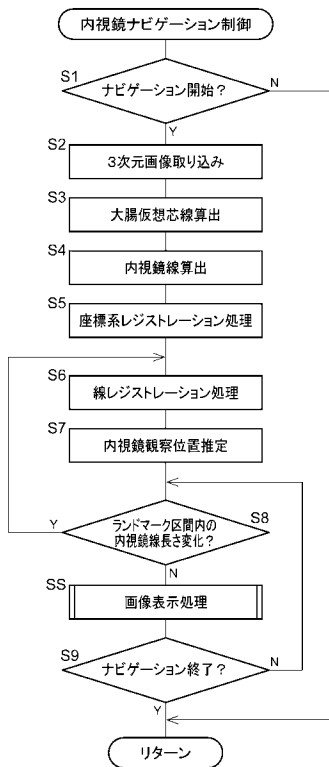 内視鏡ナビゲーション制御
S1
ナビゲーション開始？
N
Y
S2
３次元画像取り込み
S3
大腸仮想芯線算出
S4
内視鏡線算出
S5
座標系レジストレーション処理
S6
線レジストレーション処理
S7
内視鏡観察位置推定
S8
ランドマーク区間内の
内視鏡線長さ変化？
Y
N
SS
画像表示処理
S9
ナビゲーション終了？
N
Y
リターン